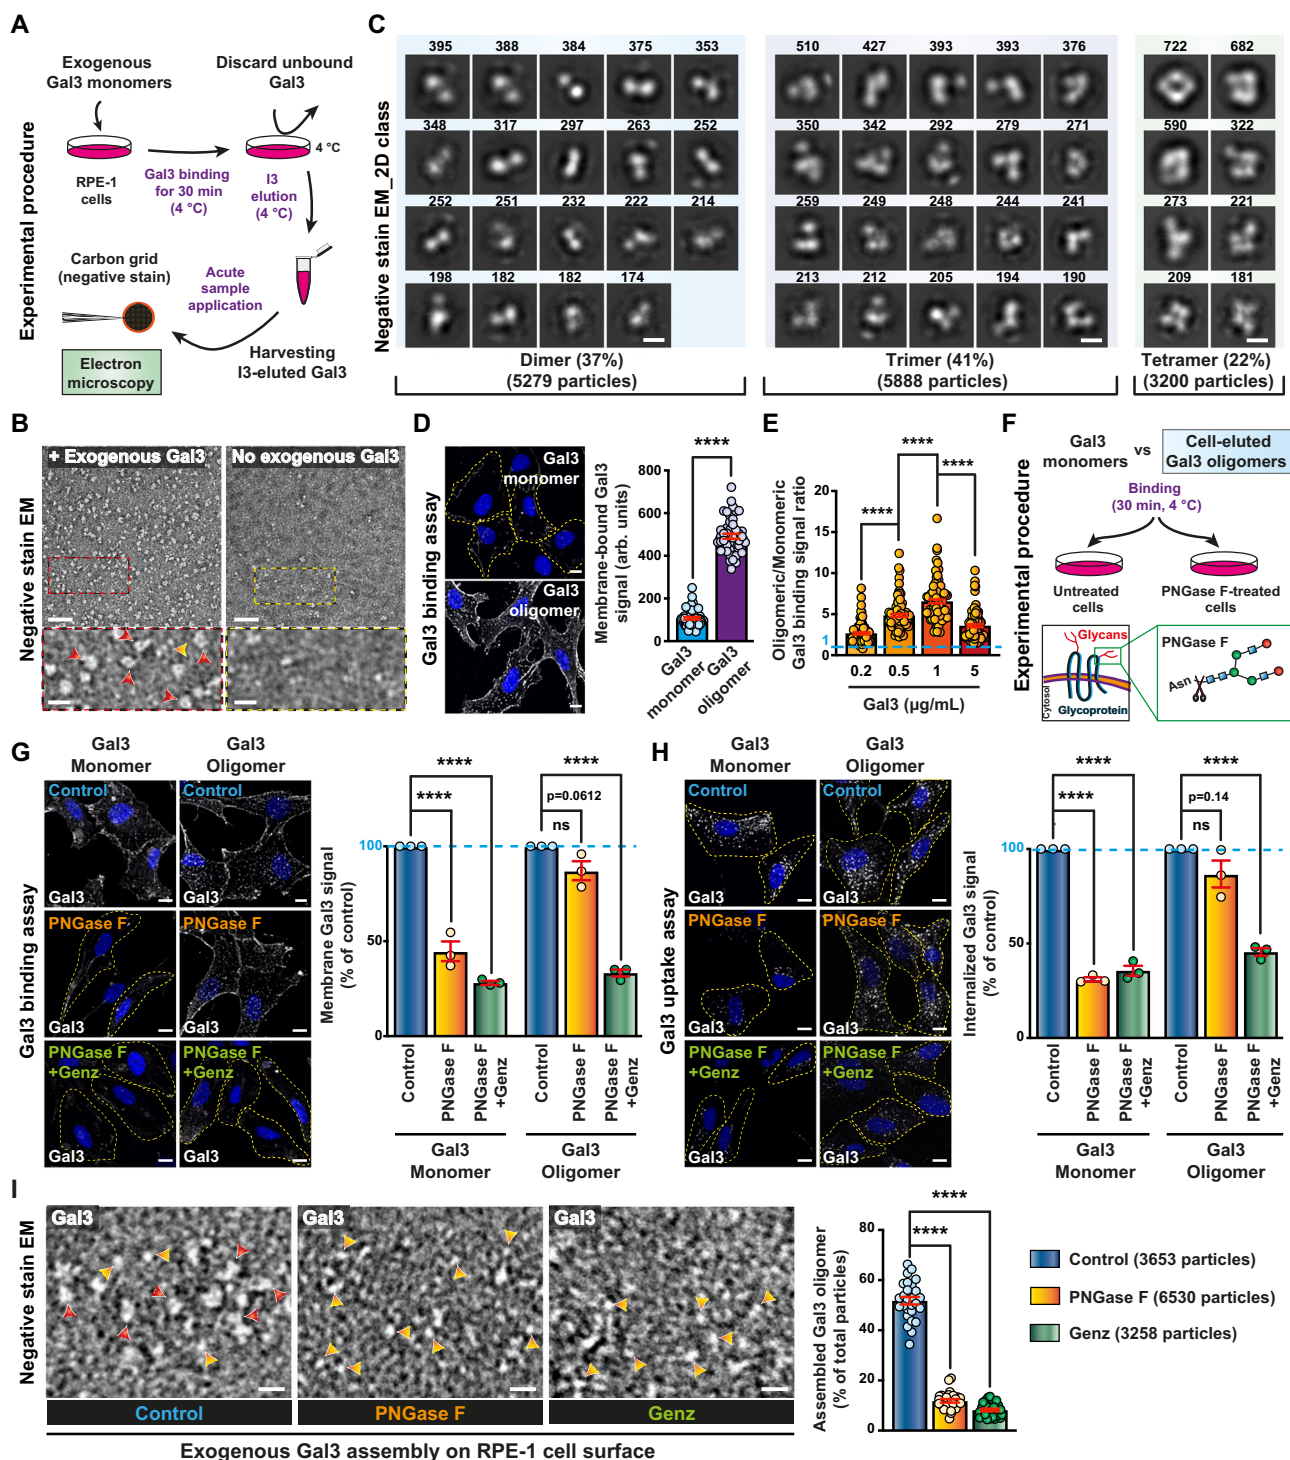 A
Experimental procedure
Exogenous
Gal3 monomers
Discard unbound
Gal3
4 °C
RPE-1
cells
Gal3 binding
for 30 min
(4 °C)
I3
elution
(4 °C)
Carbon grid
(negative stain)
Acute
sample
application
Electron
microscopy
Harvesting
I3-eluted Gal3
C
Negative stain EM_2D class
395 388 384 375 353
348 317 297 263 252
252 251 232 222 214
198 182 182 174
Dimer (37%)
(5279 particles)
510 427 393 393 376
350 342 292 279 271
259 249 248 244 241
213 212 205 194 190
Trimer (41%)
(5888 particles)
722 682
590 322
273 221
209 181
Tetramer (22%)
(3200 particles)
B
Negative stain EM
+ Exogenous Gal3
No exogenous Gal3
D
Gal3 binding assay
Gal3
monomer
Gal3
oligomer
Membrane-bound Gal3
signal (arb. units)
800
600
400
200
0
****
Gal3
monomer
Gal3
oligomer
E
Oligomeric/Monomeric
Gal3 binding signal ratio
20
15
10
5
1
0
****
****
****
0.2 0.5 1 5
Gal3 (µg/mL)
F
Experimental procedure
Gal3
monomers
vs
Cell-eluted
Gal3 oligomers
Binding
(30 min, 4 °C)
Untreated
cells
PNGase F-treated
cells
Glycans
Cytosol
Glycoprotein
PNGase F
Asn
G
Gal3 binding assay
Gal3
Monomer
Gal3
Oligomer
Control
Gal3
Control
Gal3
PNGase F
Gal3
PNGase F
Gal3
PNGase F
+Genz
Gal3
PNGase F
+Genz
Gal3
Membrane Gal3 signal
(% of control)
100
50
0
****
****
****
p=0.0612
ns
Control
PNGase F
PNGase F
+Genz
Control
PNGase F
PNGase F
+Genz
Gal3
Monomer
Gal3
Oligomer
H
Gal3 uptake assay
Gal3
Monomer
Gal3
Oligomer
Control
Gal3
Control
Gal3
PNGase F
Gal3
PNGase F
Gal3
PNGase F
+Genz
Gal3
PNGase F
+Genz
Gal3
Internalized Gal3 signal
(% of control)
100
50
0
****
****
****
p=0.14
ns
Control
PNGase F
PNGase F
+Genz
Control
PNGase F
PNGase F
+Genz
Gal3
Monomer
Gal3
Oligomer
I
Negative stain EM
Gal3
Gal3
Gal3
Control
PNGase F
Genz
Exogenous Gal3 assembly on RPE-1 cell surface
Assembled Gal3 oligomer
(% of total particles)
80
60
40
20
0
****
****
Control (3653 particles)
PNGase F (6530 particles)
Genz (3258 particles)